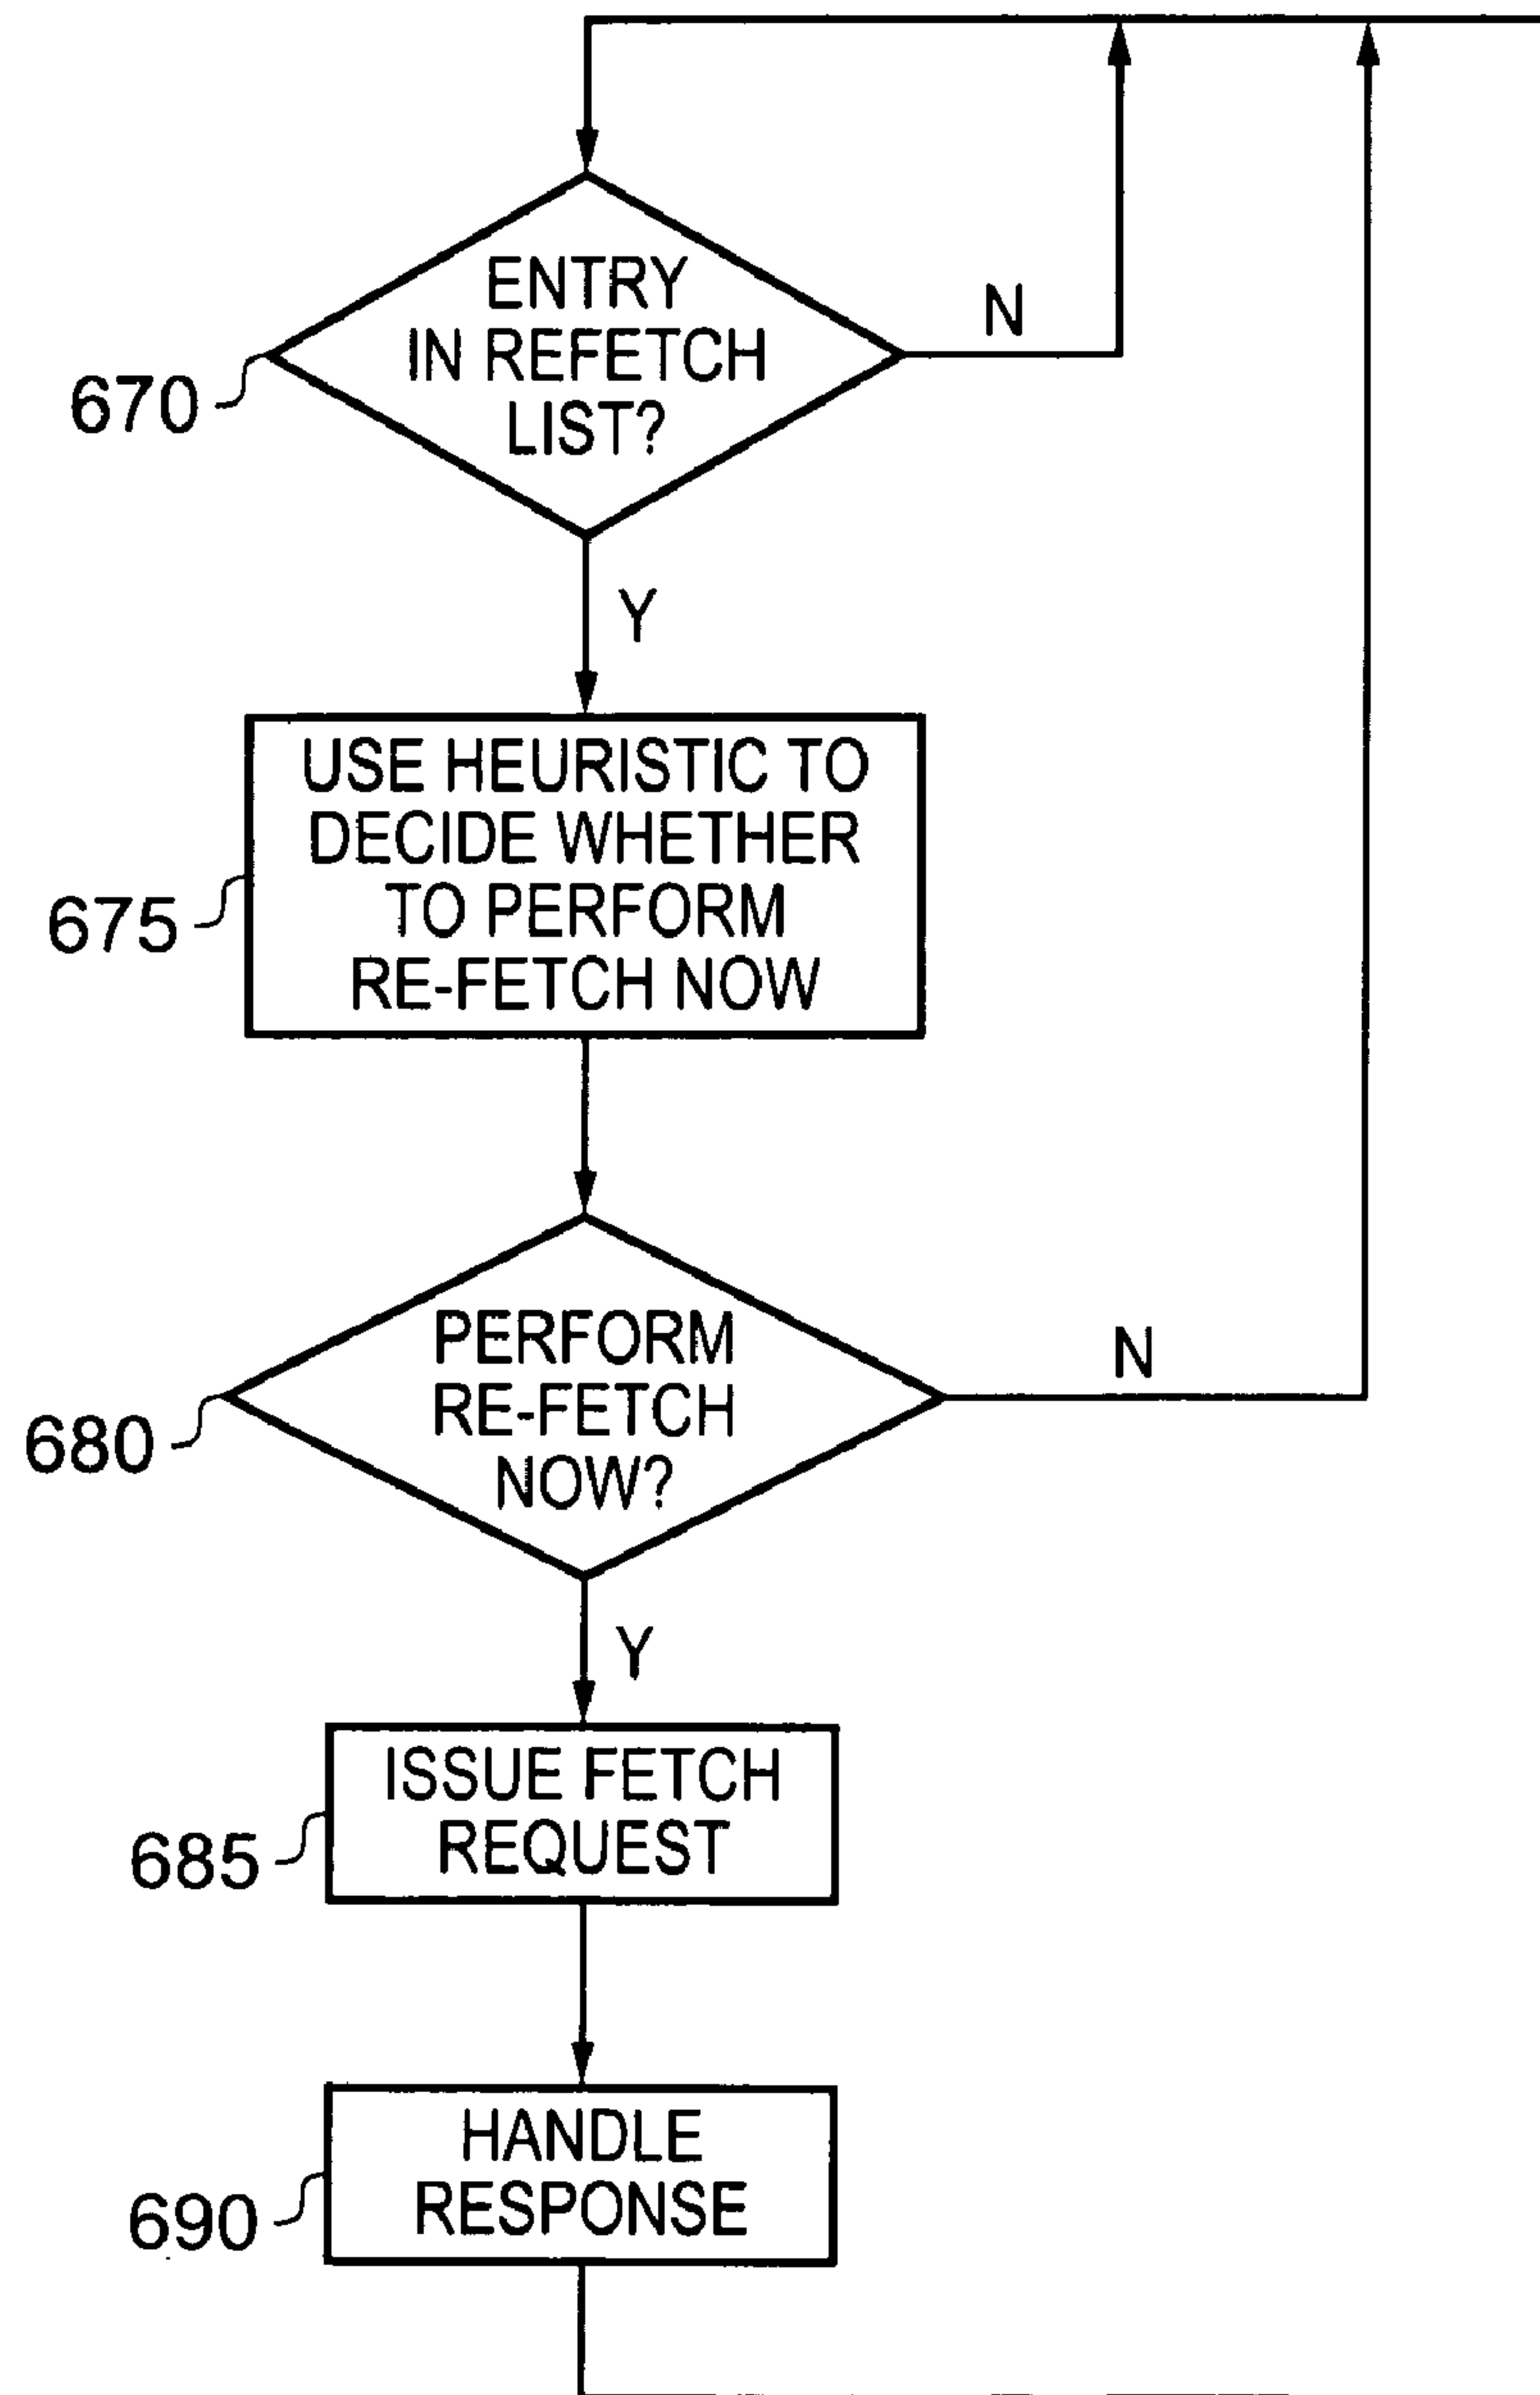 ENTRY
IN REFETCH
LIST?
N
670
Y
USE HEURISTIC TO
DECIDE WHETHER
TO PERFORM
RE-FETCH NOW
675
PERFORM
RE-FETCH
NOW?
N
680
Y
ISSUE FETCH
REQUEST
685
HANDLE
RESPONSE
690